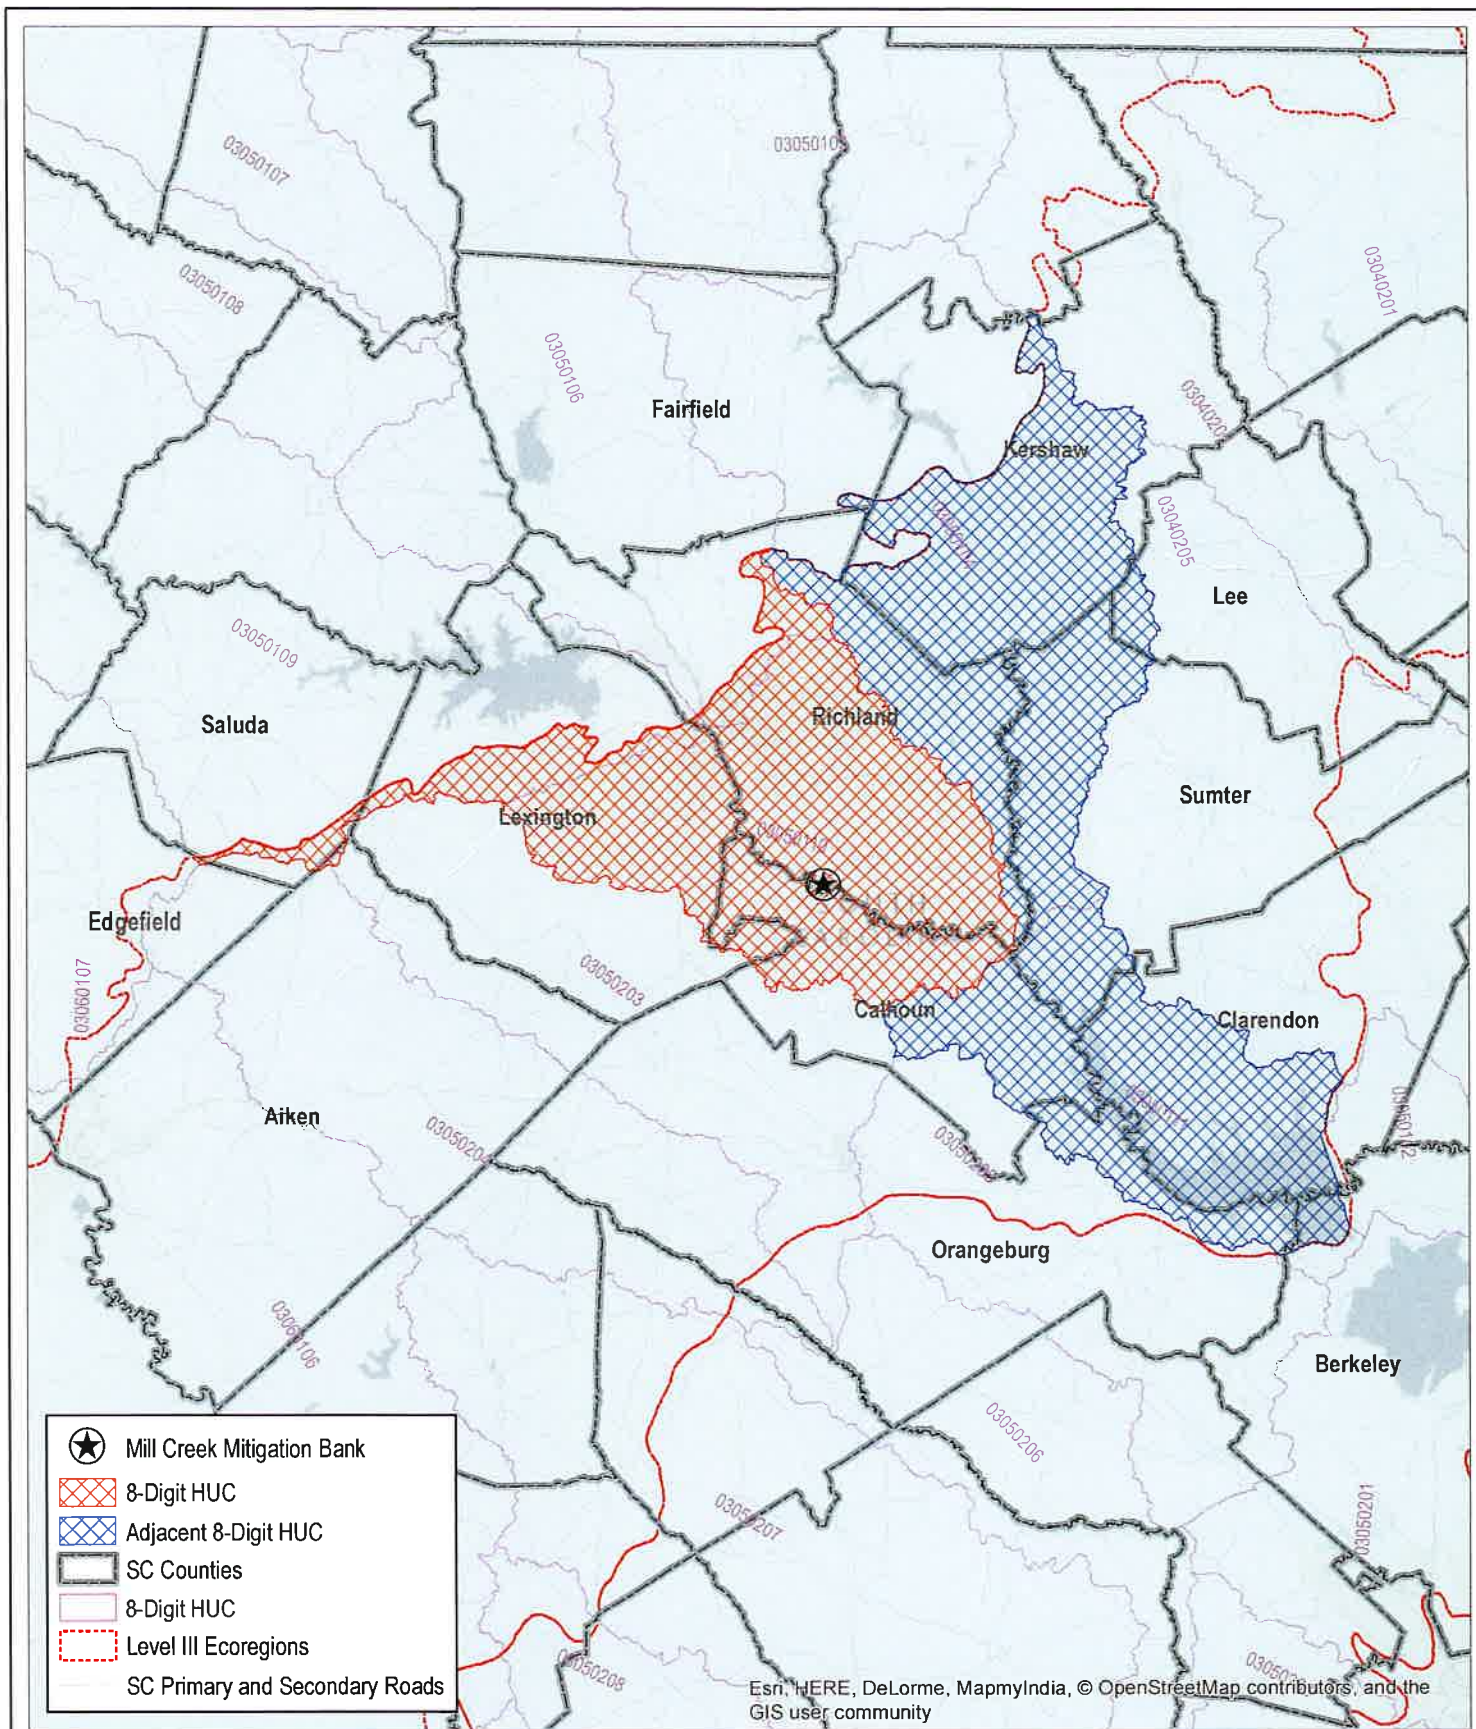 03050107
03050108
03040201
03050106
Fairfield
Kershaw
03040205
Lee
03050109
Saluda
Richland
Sumter
Lexington
03050110
Edgefield
03060107
03050203
Calhoun
Clarendon
Aiken
03050204
Orangeburg
Berkeley
03060106
03050206
03050207
03050201
03050208
Mill Creek Mitigation Bank
8-Digit HUC
Adjacent 8-Digit HUC
SC Counties
8-Digit HUC
Level III Ecoregions
SC Primary and Secondary Roads
Esri, HERE, DeLorme, MapmyIndia, © OpenStreetMap contributors, and the
GIS user community